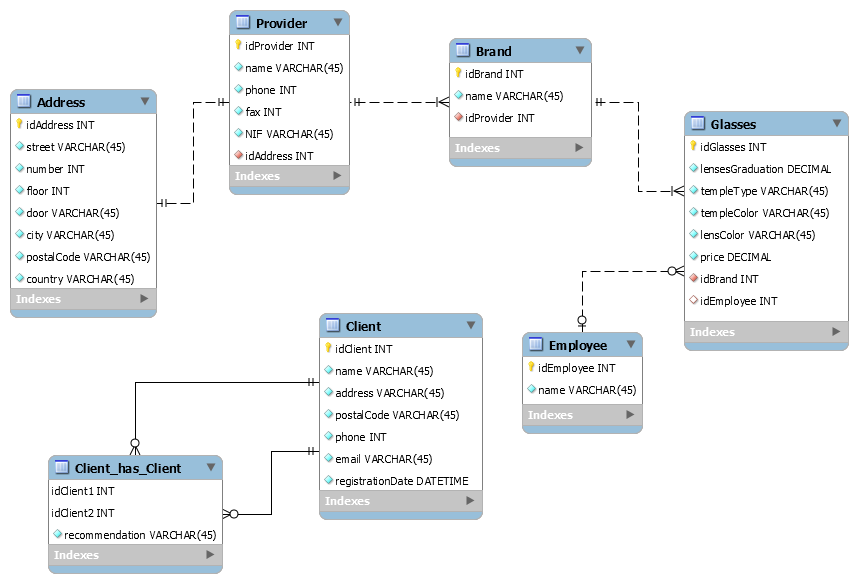 Provider
idProvider INT
name VARCHAR(45)
phone INT
fax INT
NIF VARCHAR(45)
idAddress INT
Indexes
Brand
idBrand INT
name VARCHAR(45)
idProvider INT
Indexes
Address
idAddress INT
street VARCHAR(45)
number INT
floor INT
door VARCHAR(45)
city VARCHAR(45)
postalCode VARCHAR(45)
country VARCHAR(45)
Indexes
Glasses
idGlasses INT
lensesGraduation DECIMAL
templeType VARCHAR(45)
templeColor VARCHAR(45)
lensColor VARCHAR(45)
price DECIMAL
idBrand INT
idEmployee INT
Indexes
Client
idClient INT
name VARCHAR(45)
address VARCHAR(45)
postalCode VARCHAR(45)
phone INT
email VARCHAR(45)
registrationDate DATETIME
Indexes
Employee
idEmployee INT
name VARCHAR(45)
Indexes
Client_has_Client
idClient1 INT
idClient2 INT
recommendation VARCHAR(45)
Indexes